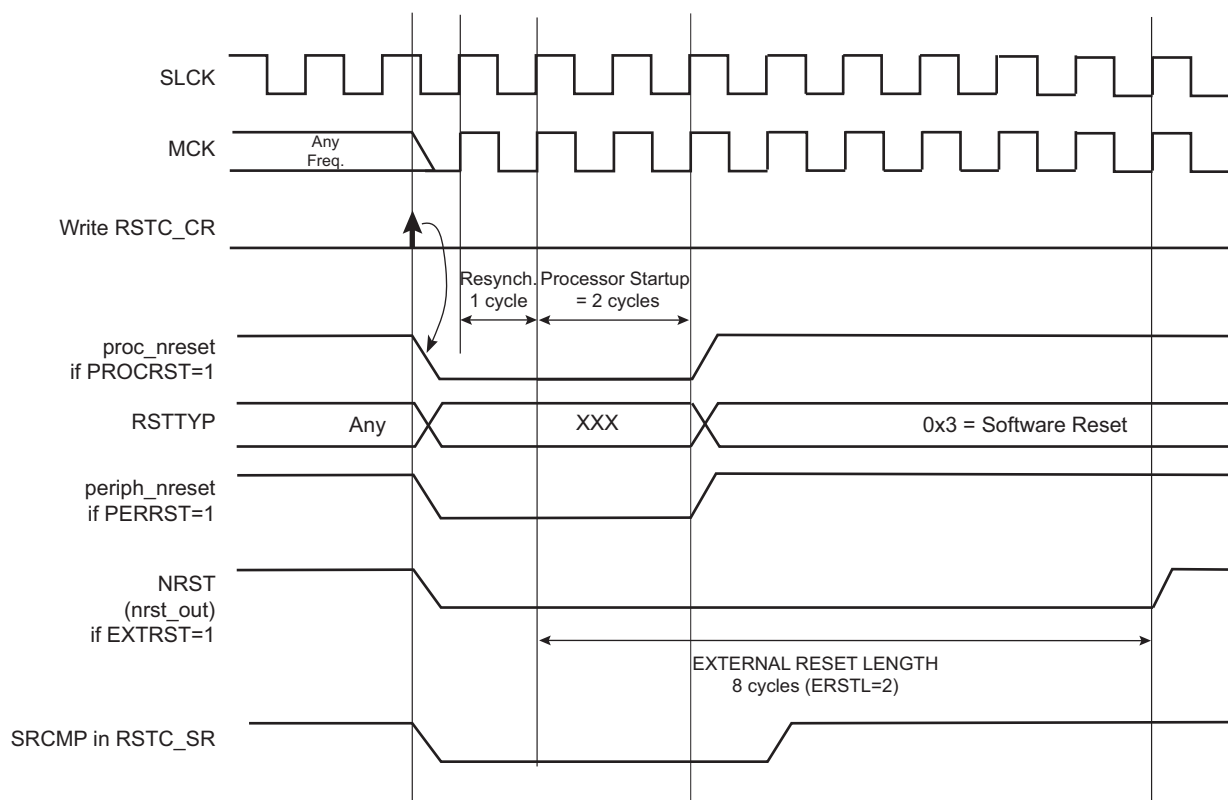 SLCK
MCK
Any
Freq.
Write RSTC_CR
Resynch.
1 cycle
Processor Startup
= 2 cycles
proc_nreset
if PROCRST=1
RSTTYP
Any
XXX
0x3 = Software Reset
periph_nreset
if PERRST=1
NRST
(nrst_out)
if EXTRST=1
EXTERNAL RESET LENGTH
8 cycles (ERSTL=2)
SRCMP in RSTC_SR